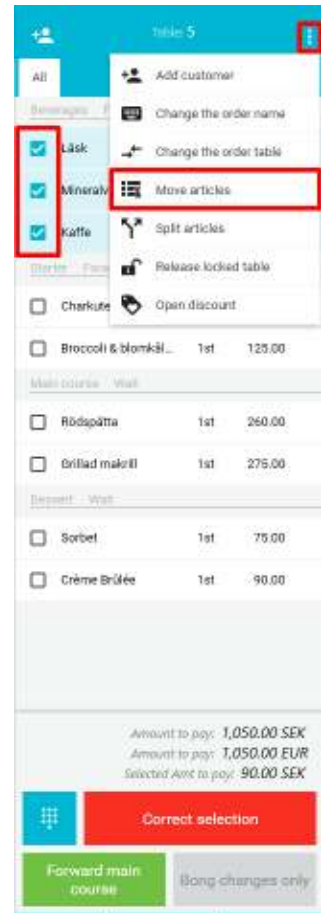 Table: 5
All
Add customer
Beverages F
Change the order name
Läsk
Change the order table
Mineralv
Move articles
Kaffe
Split articles
Release locked table
Charkute
Open discount
Broccoli & blomkål... 1st 125.00
Main course Wait
Rödspätta 1st 260.00
Grillad makrill 1st 275.00
Dessert Wait
Sorbet 1st 75.00
Crème Brûlée 1st 90.00
Amount to pay: 1,050.00 SEK
Amount to pay: 1,050.00 EUR
Selected Amt to pay: 90.00 SEK
Correct selection
Forward main
course
Bong changes only